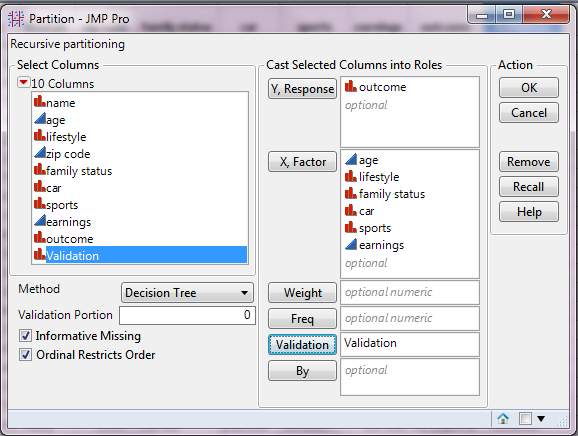 Partition - JMP Pro
Recursive partitioning
Select Columns
10 Columns
name
age
lifestyle
zip code
family status
car
sports
earnings
outcome
Validation
Method
Decision Tree
Validation Portion
0
Informative Missing
Ordinal Restricts Order
Cast Selected Columns into Roles
Y, Response
outcome
optional
X, Factor
age
lifestyle
family status
car
sports
earnings
optional
Weight
optional numeric
Freq
optional numeric
Validation
Validation
By
optional
Action
OK
Cancel
Remove
Recall
Help